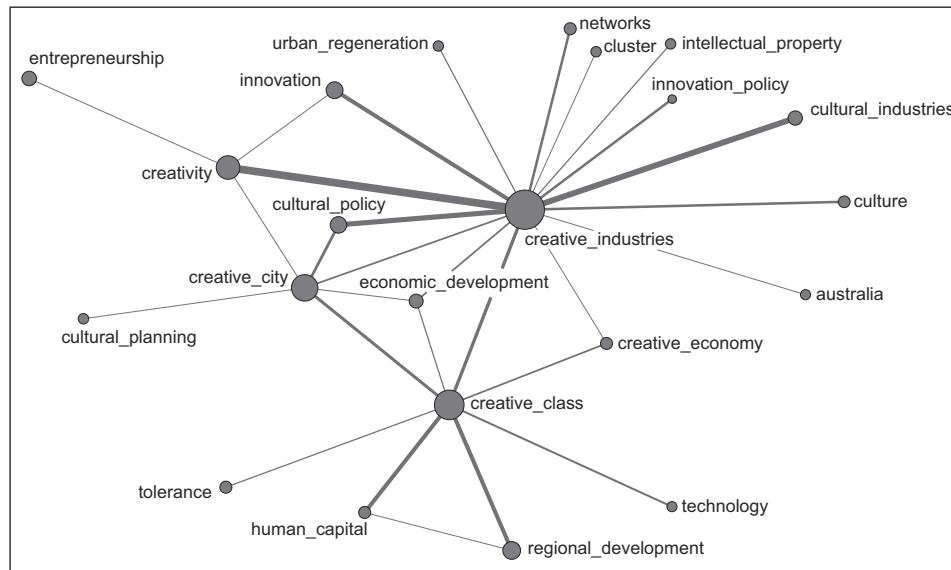 networks
urban_regeneration
cluster
intellectual_property
entrepreneurship
innovation
innovation_policy
cultural_industries
creativity
cultural_policy
culture
creative_industries
creative_city
economic_development
australia
cultural_planning
creative_economy
creative_class
tolerance
technology
human_capital
regional_development